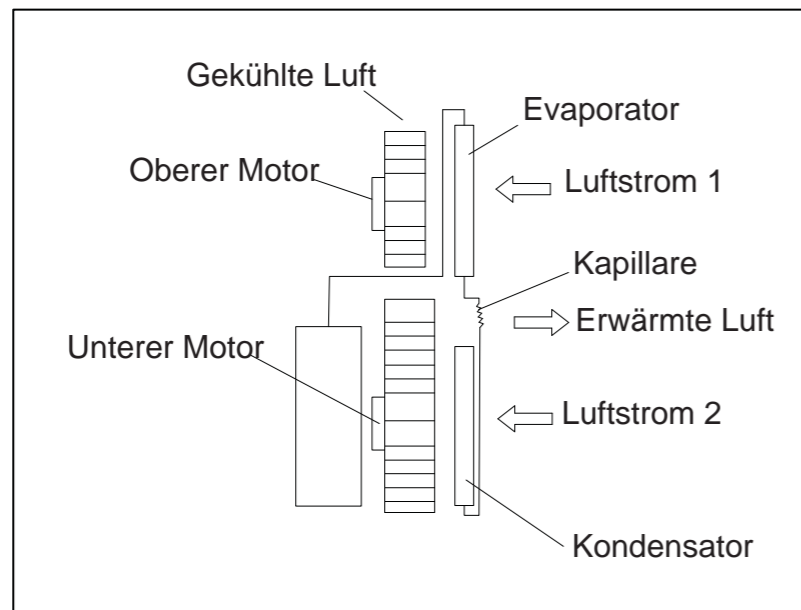 Gekühlte Luft
Evaporator
Oberer Motor
Luftstrom 1
Kapillare
Erwärmte Luft
Unterer Motor
Luftstrom 2
Kondensator